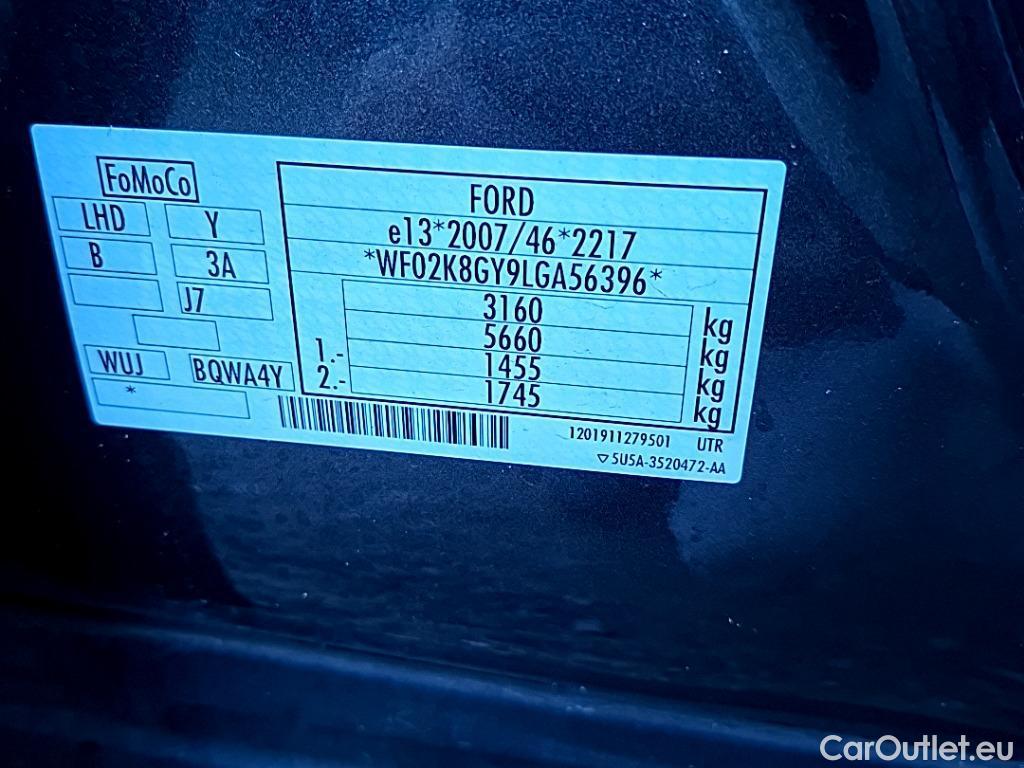 FoMoCo
LHD Y
B 3A
J7
WUJ BQWA4Y
*
FORD
e13*2007/46*2217
*WF02K8GY9LGA56396*
3160 kg
5660 kg
1.- 1455 kg
2.- 1745 kg
1201911279501 UTR
5U5A-3520472-AA
CarOutlet.eu